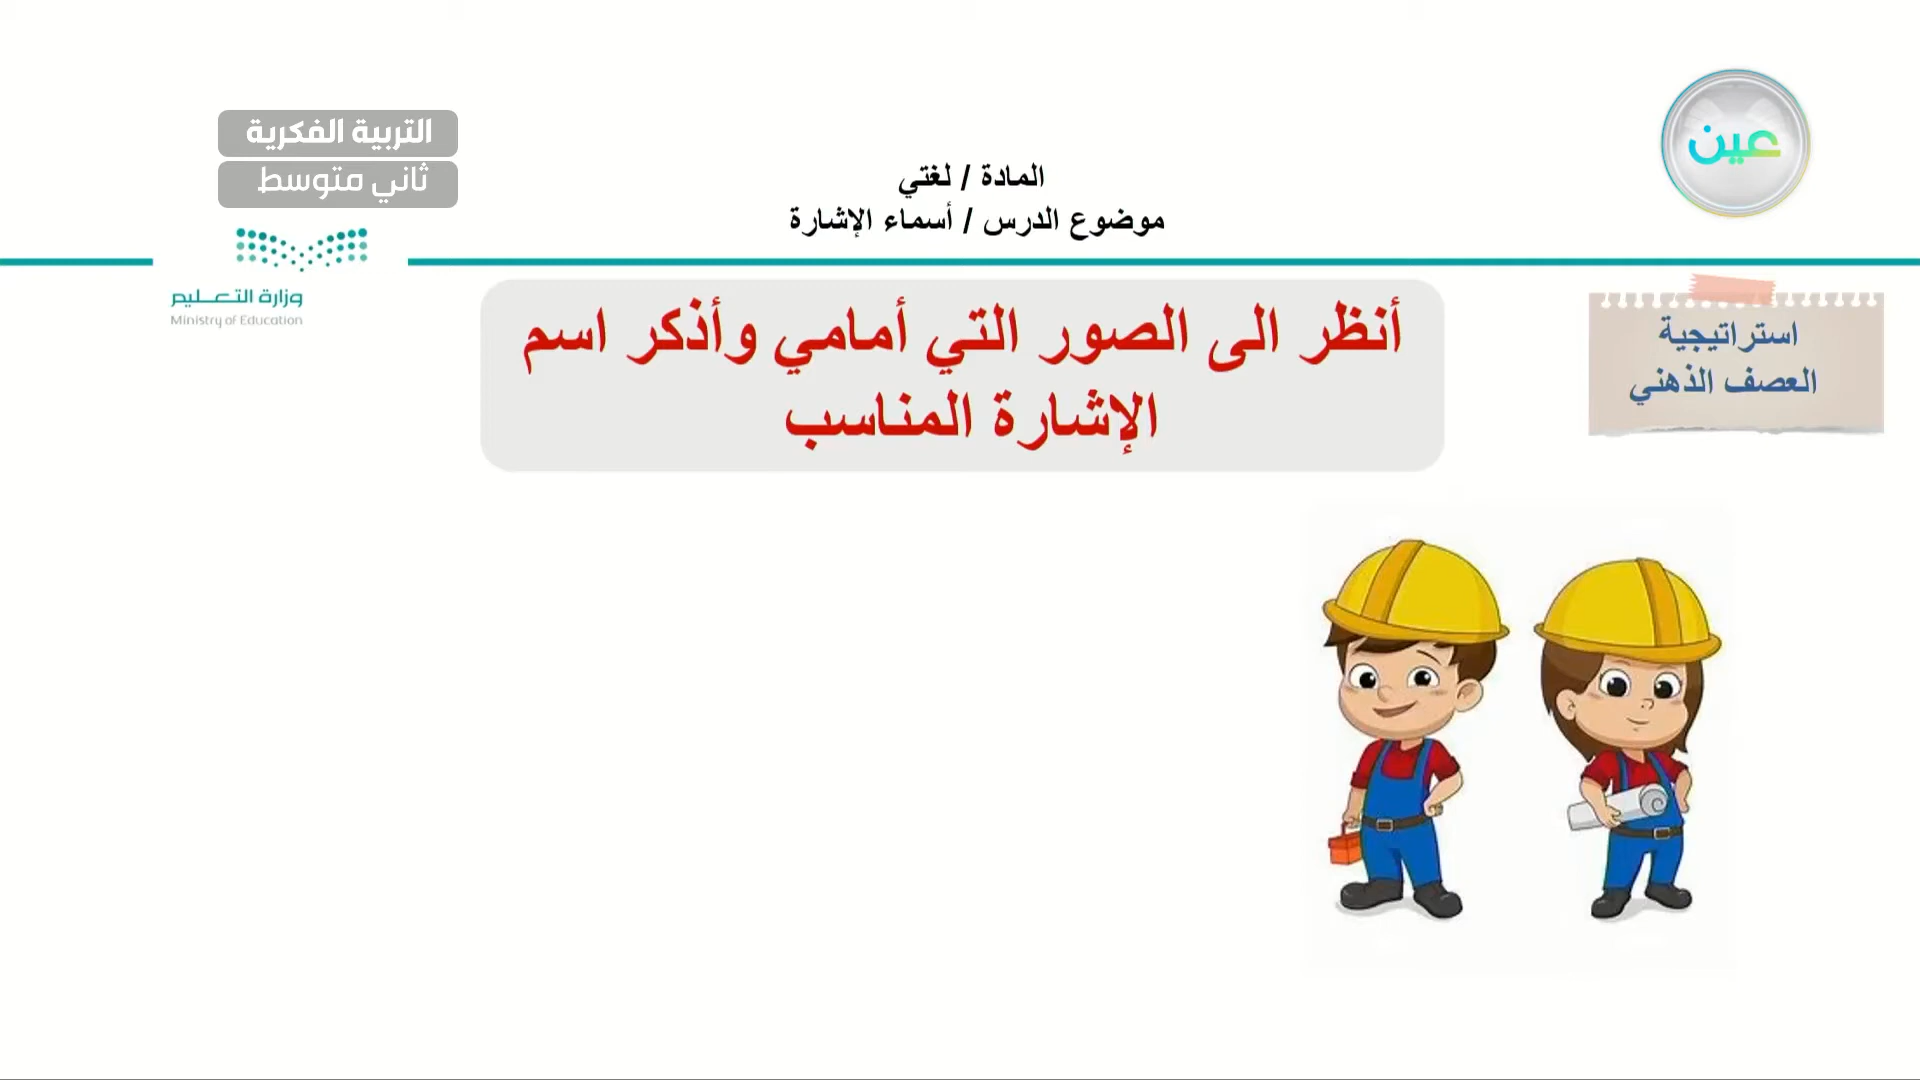 عين
التربية الفكرية
ثاني متوسط
المادة / لغتي
موضوع الدرس / أسماء الإشارة
وزارة التعـــليم
Ministry of Education
استراتيجية
العصف الذهني
أنظر الى الصور التي أمامي وأذكر اسم
الإشارة المناسب